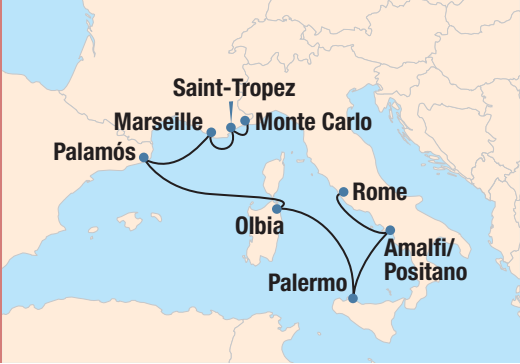 Saint-Tropez
Marseille
Monte Carlo
Palamós
Rome
Olbia
Amalfi/
Positano
Palermo